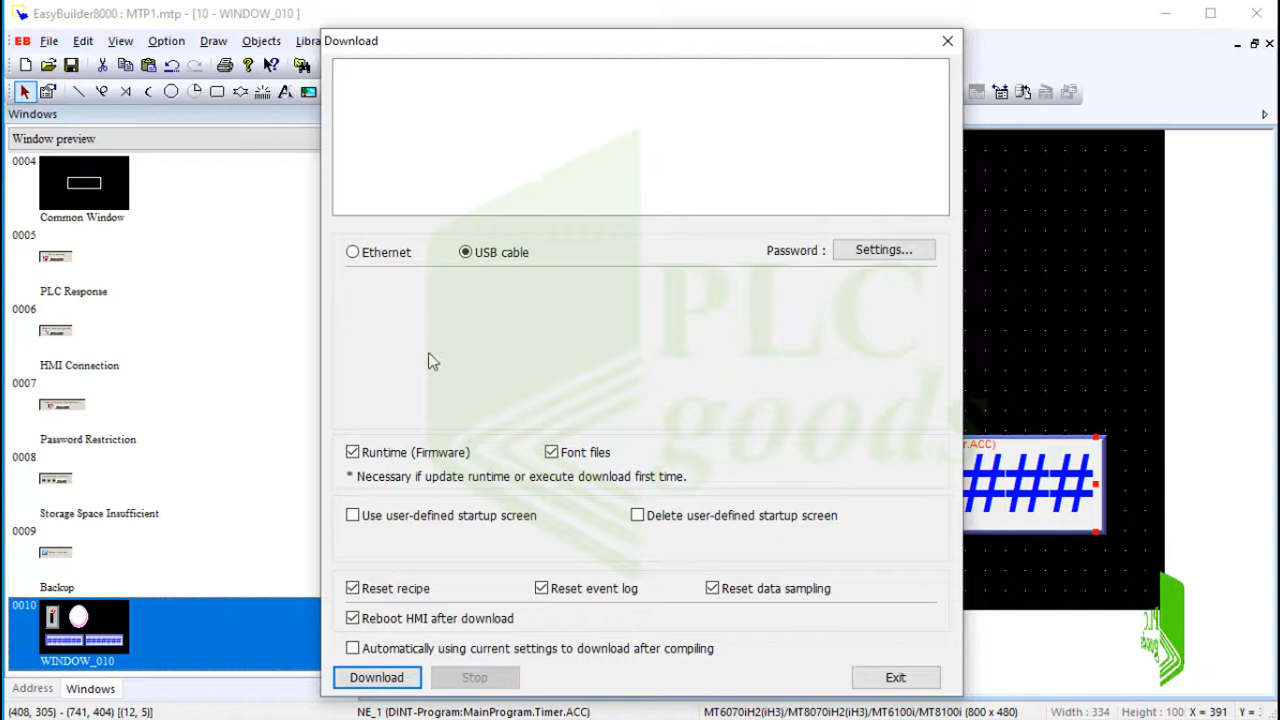 EasyBuilder8000 : MTP1.mtp - [10 - WINDOW_010 ]
EB File Edit View Option Draw Objects Libra
Download
Windows
Window preview
0004
Common Window
0005
PLC Response
0006
HMI Connection
0007
Password Restriction
0008
Storage Space Insufficient
0009
Backup
0010
WINDOW_010
Address Windows
Ethernet USB cable Password : Settings...
PLC
Runtime (Firmware) Font files
* Necessary if update runtime or execute download first time.
Use user-defined startup screen Delete user-defined startup screen
Reset recipe Reset event log Reset data sampling
Reboot HMI after download
Automatically using current settings to download after compiling
Download Stop Exit
r.ACC)
###
PLC
(408, 305) - (741, 404) [(12, 5)] NE_1 (DINT-Program:MainProgram.Timer.ACC) MT6070iH2(iH3)/MT8070iH2(iH3)/MT6100i/MT8100i (800 x 480) Width : 334 Height : 100 X = 391 Y =